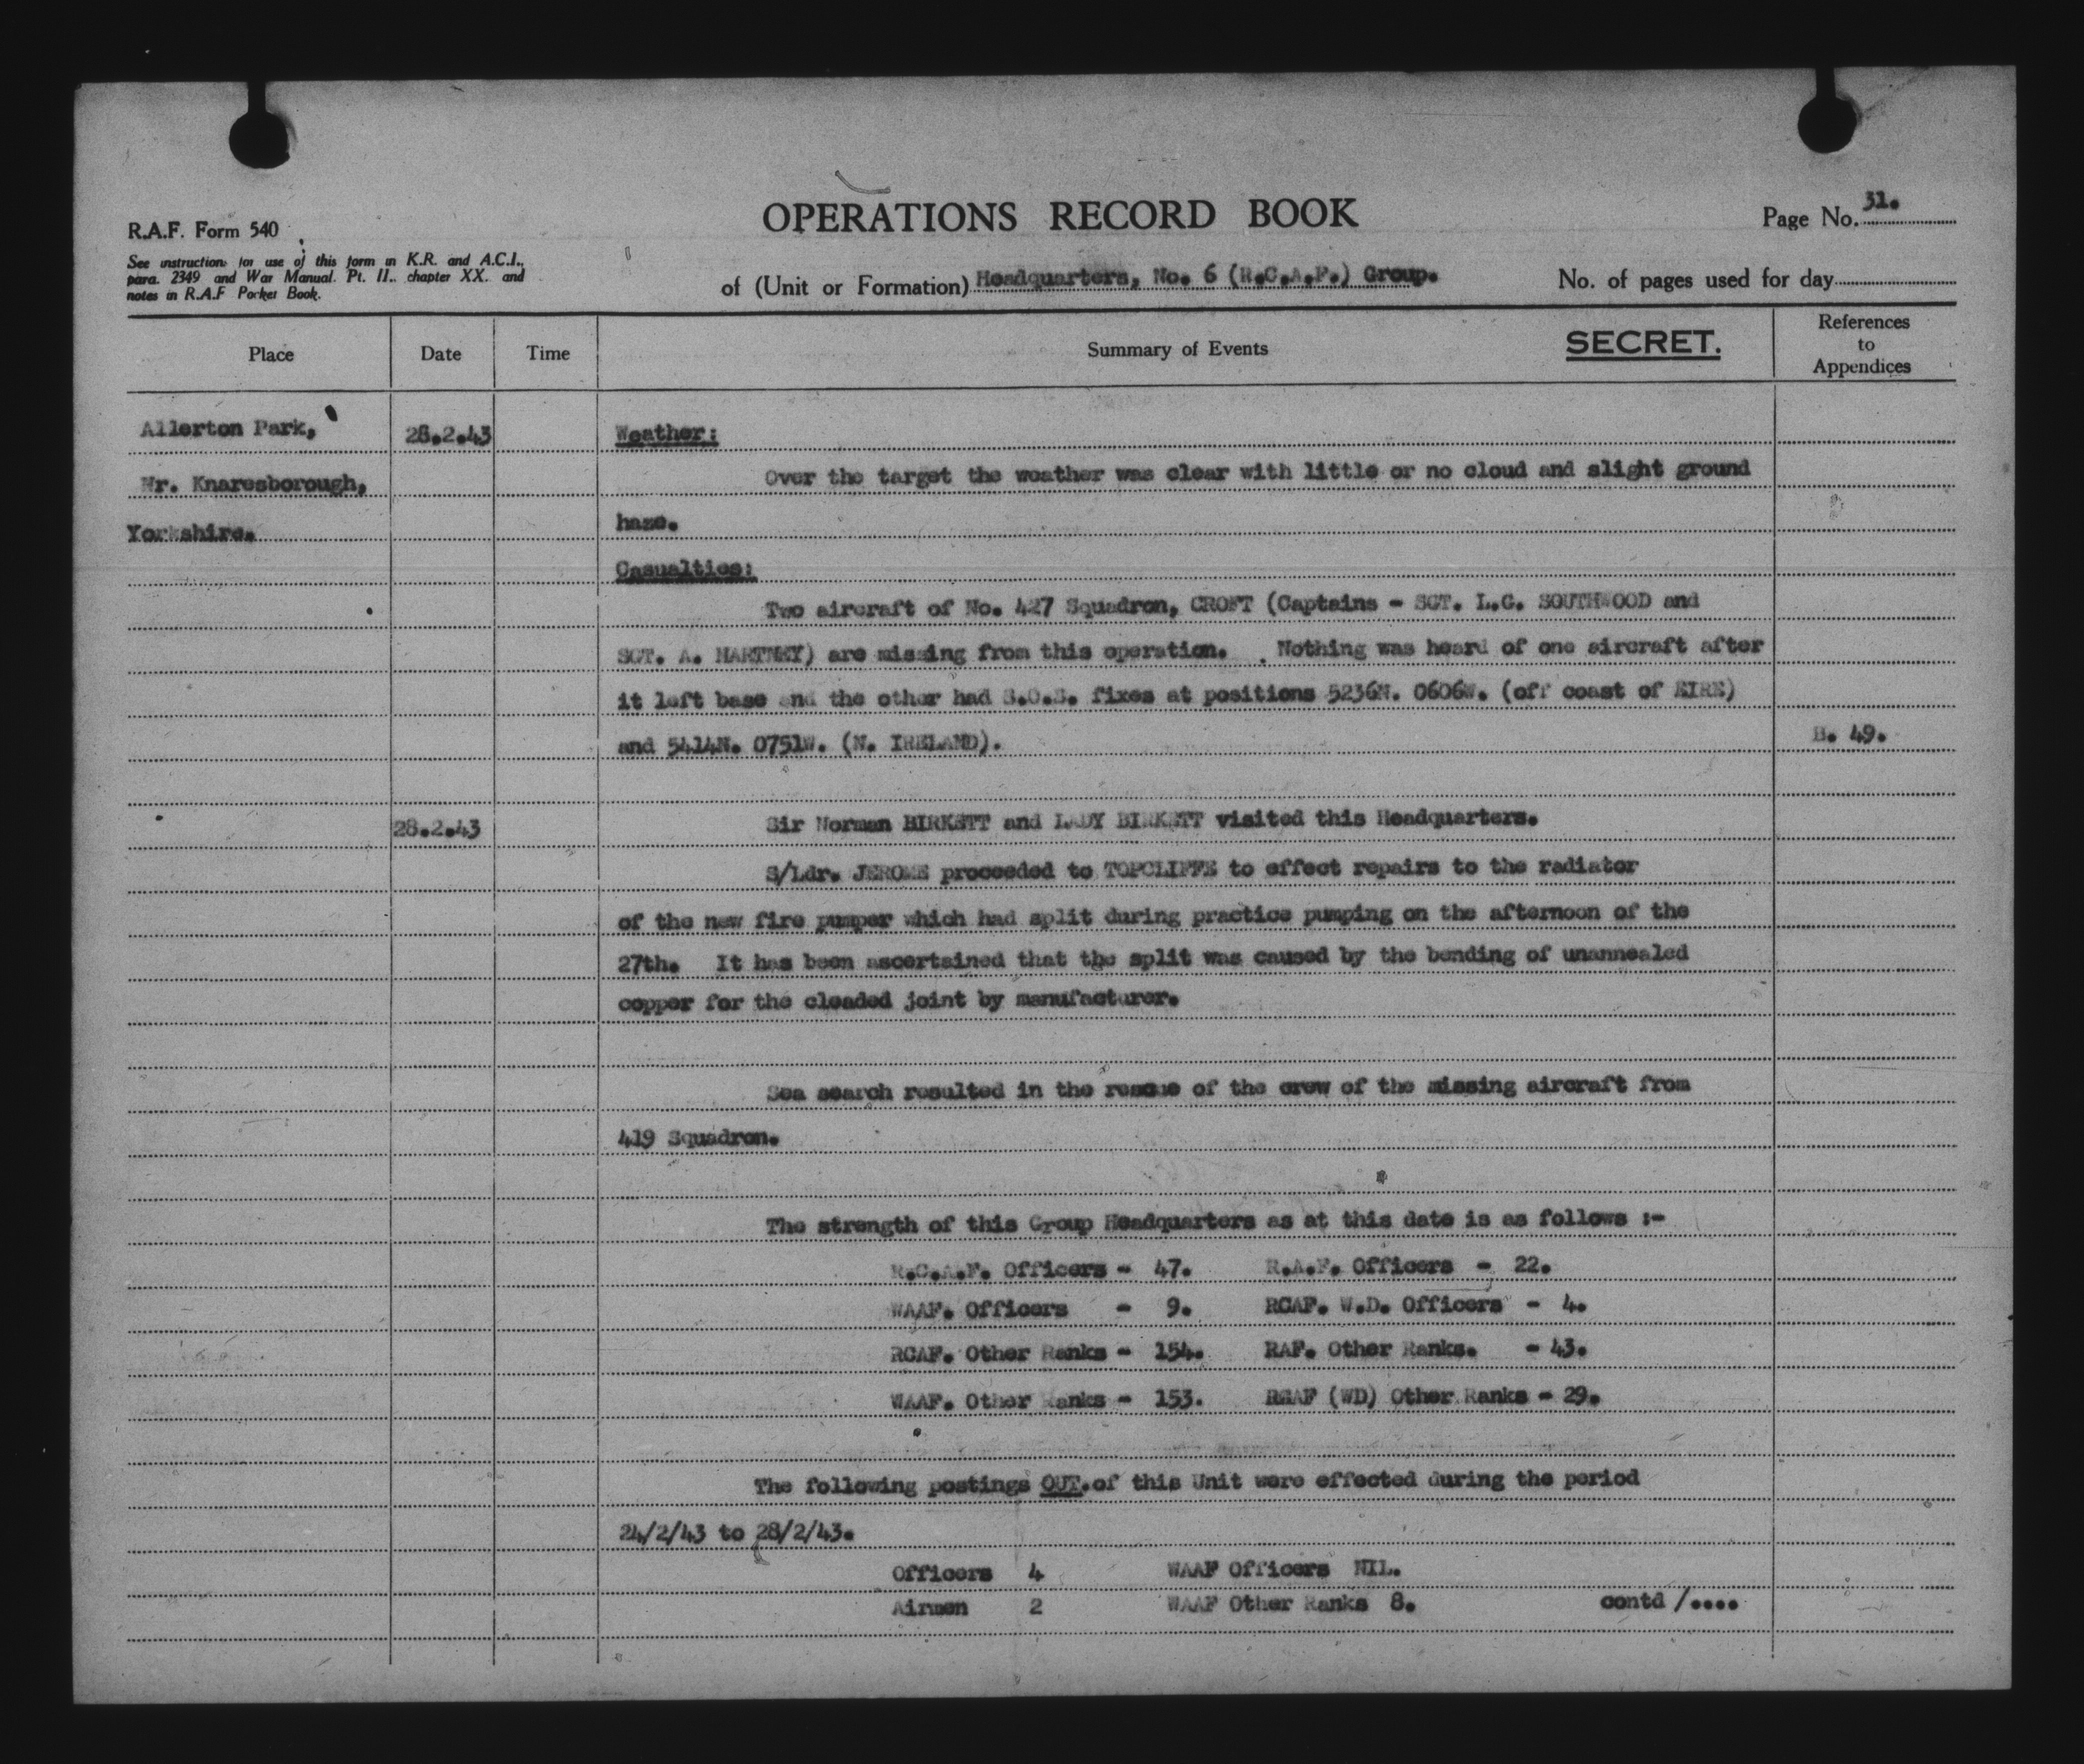 OPERATIONS RECORD BOOK
Page No. 31.
R.A.F. Form 540
See instructions for use of this form in K.R. and A.C.I.,
para. 2349 and War Manual. Pt. II.. chapter XX. and
notes in R.A.F Pocket Book.
of (Unit or Formation) Headquarters, No. 6 (R.C.A.F.) Group.
No. of pages used for day
Place Date Time Summary of Events SECRET. References to Appendices
Allerton Park, 28.2.43 Weather:
Nr. Knaresborough, Over the target the weather was clear with little or no cloud and slight ground
Yorkshire. haze.
Casualties:
Two aircraft of No. 427 Squadron, CROFT (Captains - SGT. L.G. SOUTHWOOD and
SGT. A. HARTNEY) are missing from this operation. Nothing was heard of one aircraft after
it left base and the other had S.O.S. fixes at positions 5236N. 0606W. (off coast of EIRE)
and 5414N. 0751W. (N. IRELAND). B. 49.
28.2.43 Sir Norman BIRKETT and LADY BIRKETT visited this Headquarters.
S/Ldr. JEROME proceeded to TOPCLIFFE to effect repairs to the radiator
of the new fire pumper which had split during practice pumping on the afternoon of the
27th. It has been ascertained that the split was caused by the bending of unannealed
copper for the cleaded joint by manufacturer.
Sea search resulted in the rescue of the crew of the missing aircraft from
419 Squadron.
The strength of this Group Headquarters as at this date is as follows :-
R.C.A.F. Officers - 47. R.A.F. Officers - 22.
WAAF. Officers - 9. RCAF. W.D. Officers - 4.
RCAF. Other Ranks - 154. RAF. Other Ranks. - 43.
WAAF. Other Ranks - 153. RCAF (WD) Other Ranks - 29.
The following postings OUT.of this Unit were effected during the period
24/2/43 to 28/2/43.
Officers 4 WAAF Officers NIL.
Airmen 2 WAAF Other Ranks 8. contd /....